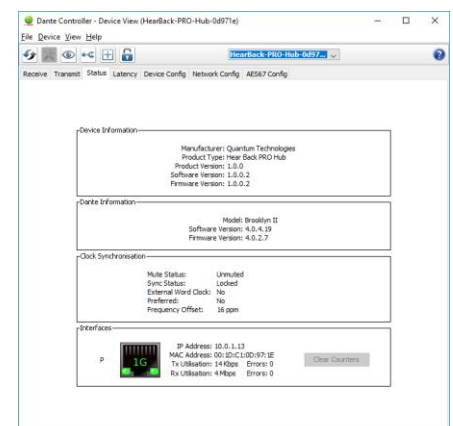 Dante Controller - Device View (HearBack-PRO-Hub-0d971e)
File Device View Help
HearBack-PRO-Hub-0d97...
Receive Transmit Status Latency Device Config Network Config AES67 Config
Device Information
Manufacturer: Quantum Technologies
Product Type: Hear Back PRO Hub
Product Version: 1.0.0
Software Version: 1.0.0.2
Firmware Version: 1.0.0.2
Dante Information
Model: Brooklyn II
Software Version: 4.0.4.19
Firmware Version: 4.0.2.7
Clock Synchronisation
Mute Status: Unmuted
Sync Status: Locked
External Word Clock: No
Preferred: No
Frequency Offset: 16 ppm
Interfaces
P
1G
IP Address: 10.0.1.13
MAC Address: 00:1D:C1:0D:97:1E
Tx Utilisation: 14 Kbps Errors: 0
Rx Utilisation: 4 Mbps Errors: 0
Clear Counters